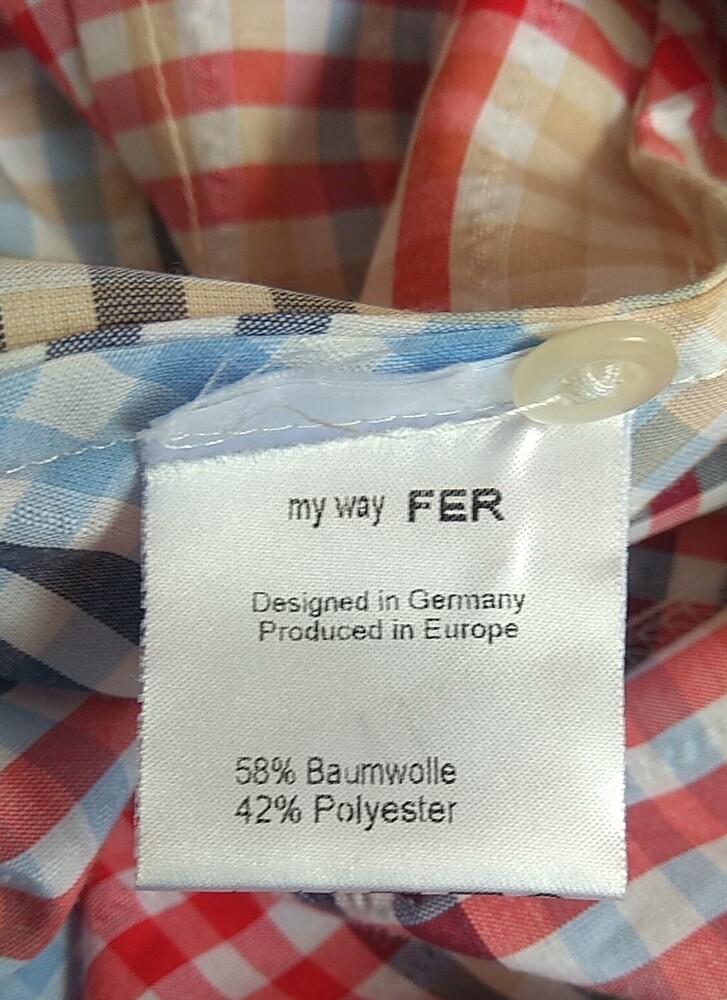 my way FER
Designed in Germany
Produced in Europe
58% Baumwolle
42% Polyester